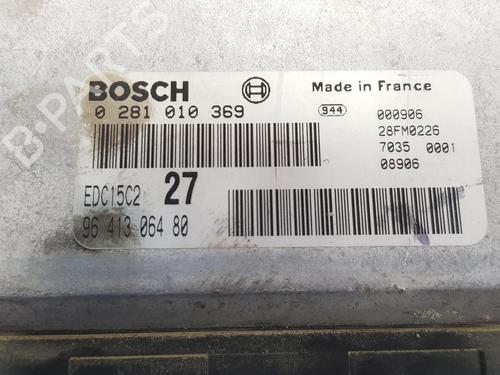 B-PARTS
BOSCH
Made in France
0 281 010 369
944
000906
28FM0226
7035 0001
08906
EDC15C2
27
96 413 064 80